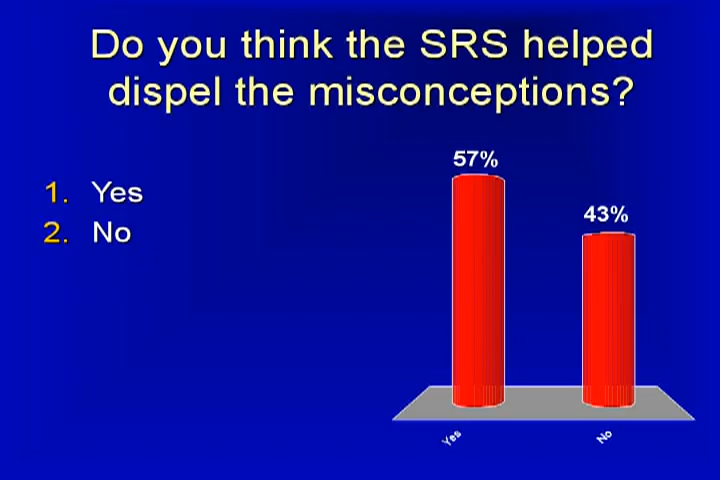 Do you think the SRS helped
dispel the misconceptions?
1. Yes
2. No
57%
43%
Yes
No